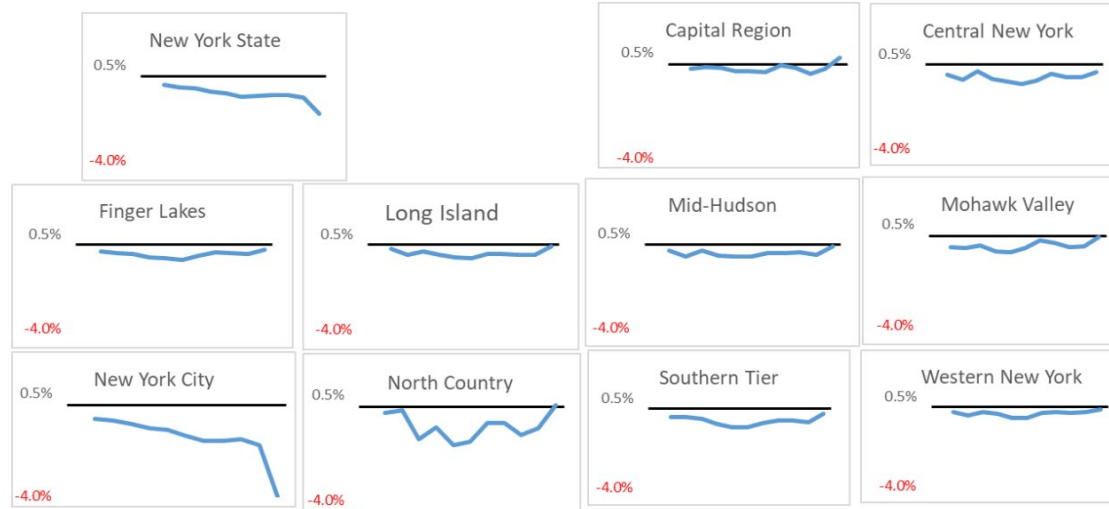 New York State
0.5%
-4.0%
Capital Region
0.5%
-4.0%
Central New York
0.5%
-4.0%
Finger Lakes
0.5%
-4.0%
Long Island
0.5%
-4.0%
Mid-Hudson
0.5%
-4.0%
Mohawk Valley
0.5%
-4.0%
New York City
0.5%
-4.0%
North Country
0.5%
-4.0%
Southern Tier
0.5%
-4.0%
Western New York
0.5%
-4.0%